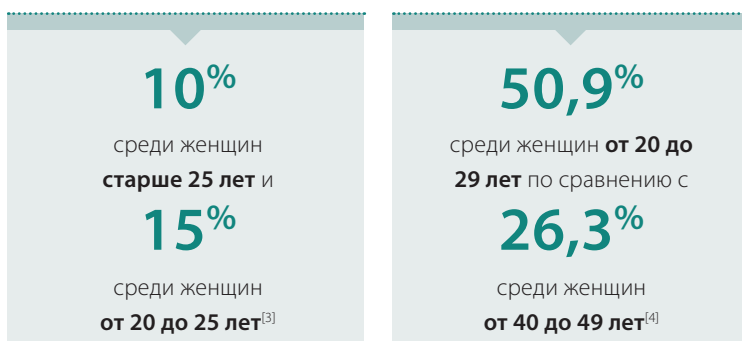 10%
среди женщин
старше 25 лет и
15%
среди женщин
от 20 до 25 лет[3]
50,9%
среди женщин от 20 до
29 лет по сравнению с
26,3%
среди женщин
от 40 до 49 лет[4]